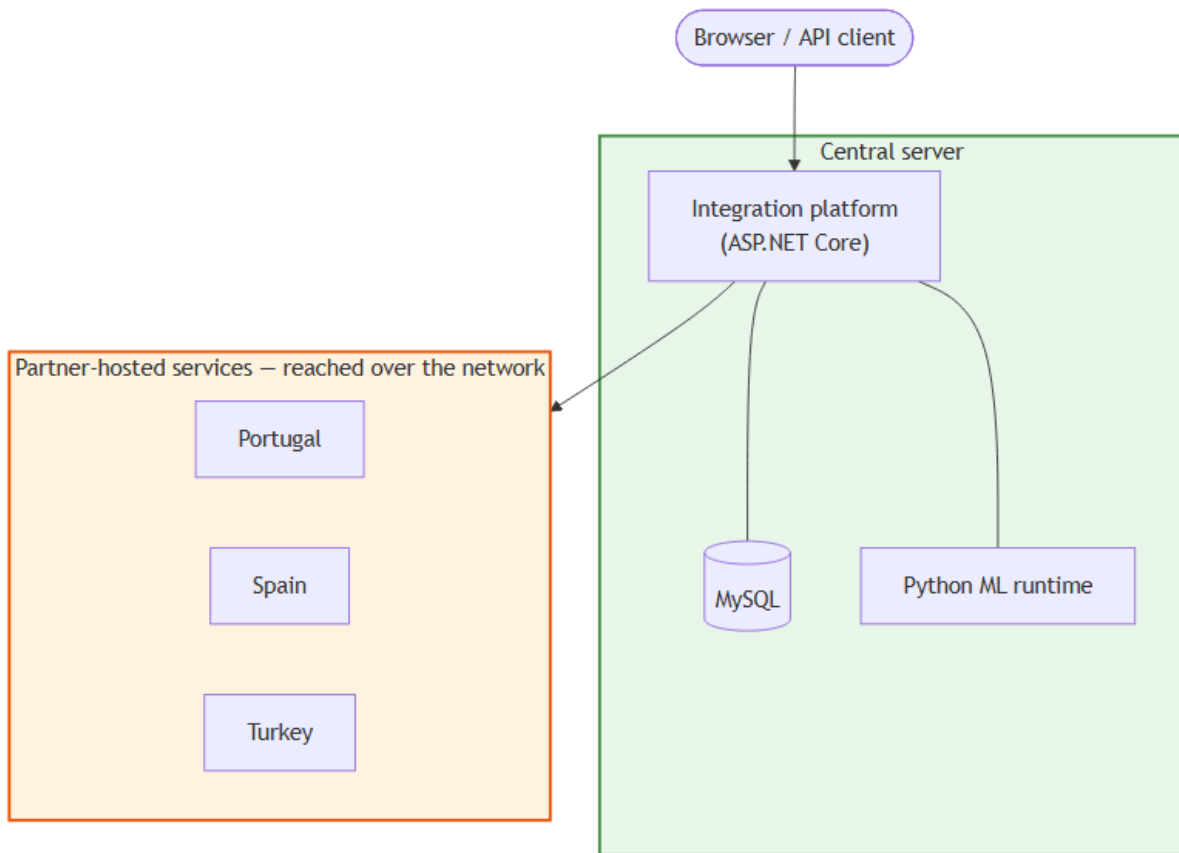 Browser / API client
Central server
Integration platform
(ASP.NET Core)
Partner-hosted services — reached over the network
Portugal
Spain
Turkey
MySQL
Python ML runtime